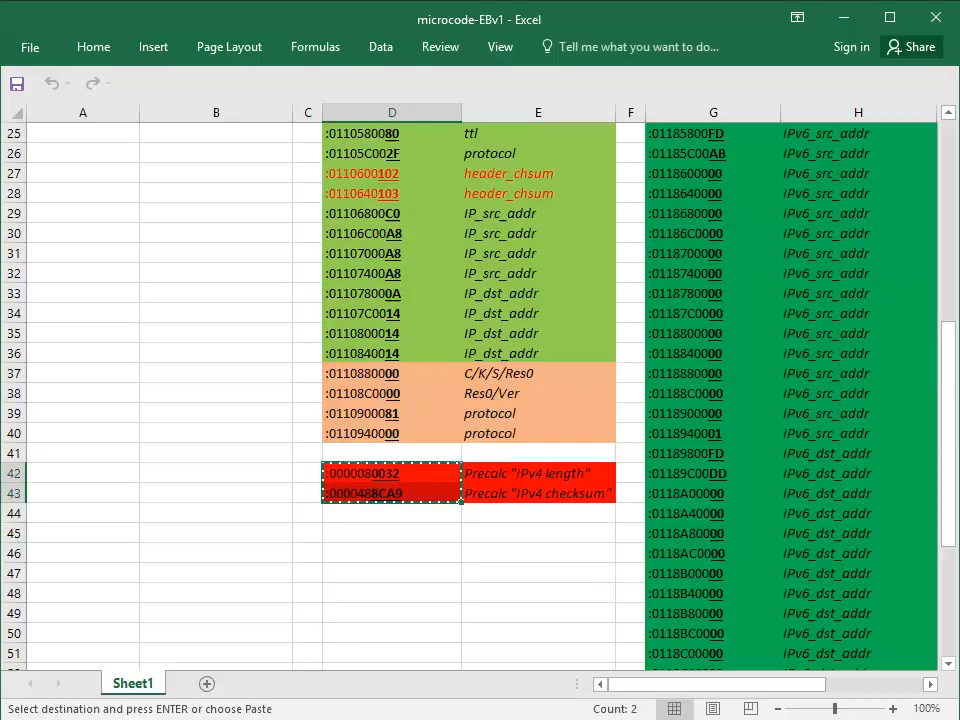 microcode-EBv1 - Excel
File Home Insert Page Layout Formulas Data Review View Tell me what you want to do... Sign in Share
A B C D E F G H
25 :0110580080 ttl :01185800FD IPv6_src_addr
26 :01105C002F protocol :01185C00AB IPv6_src_addr
27 :0110600102 header_chsum :0118600000 IPv6_src_addr
28 :0110640103 header_chsum :0118640000 IPv6_src_addr
29 :01106800C0 IP_src_addr :0118680000 IPv6_src_addr
30 :01106C00A8 IP_src_addr :01186C0000 IPv6_src_addr
31 :01107000A8 IP_src_addr :0118700000 IPv6_src_addr
32 :01107400A8 IP_src_addr :0118740000 IPv6_src_addr
33 :011078000A IP_dst_addr :0118780000 IPv6_src_addr
34 :01107C0014 IP_dst_addr :01187C0000 IPv6_src_addr
35 :0110800014 IP_dst_addr :0118800000 IPv6_src_addr
36 :0110840014 IP_dst_addr :0118840000 IPv6_src_addr
37 :0110880000 C/K/S/Res0 :0118880000 IPv6_src_addr
38 :01108C0000 Res0/Ver :01188C0000 IPv6_src_addr
39 :0110900081 protocol :0118900000 IPv6_src_addr
40 :0110940000 protocol :0118940001 IPv6_src_addr
41 :01189800FD IPv6_dst_addr
42 :0000080032 Precalc "IPv4 length" :01189C00DD IPv6_dst_addr
43 :0000488CA9 Precalc "IPv4 checksum" :0118A00000 IPv6_dst_addr
44 :0118A40000 IPv6_dst_addr
45 :0118A80000 IPv6_dst_addr
46 :0118AC0000 IPv6_dst_addr
47 :0118B00000 IPv6_dst_addr
48 :0118B40000 IPv6_dst_addr
49 :0118B80000 IPv6_dst_addr
50 :0118BC0000 IPv6_dst_addr
51 :0118C00000 IPv6_dst_addr
Sheet1
Select destination and press ENTER or choose Paste Count: 2 100%